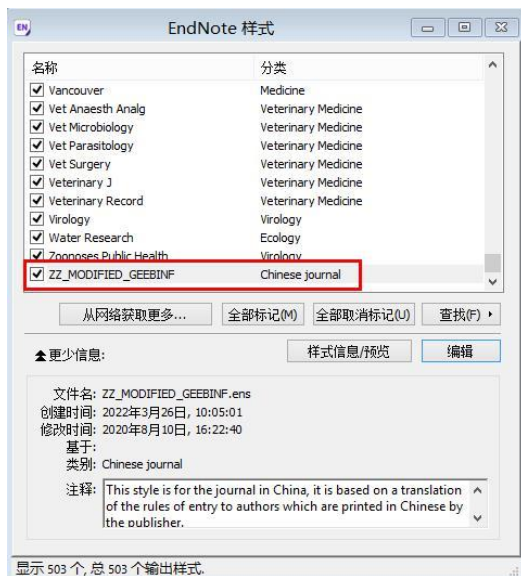 EN
EndNote 样式
名称 分类
Vancouver Medicine
Vet Anaesth Analg Veterinary Medicine
Vet Microbiology Veterinary Medicine
Vet Parasitology Veterinary Medicine
Vet Surgery Veterinary Medicine
Veterinary J Veterinary Medicine
Veterinary Record Veterinary Medicine
Virology Virology
Water Research Ecology
Zoonoses Public Health Virology
ZZ_MODIFIED_GEEBINF Chinese journal
从网络获取更多... 全部标记(M) 全部取消标记(U) 查找(F)
更少信息: 样式信息/预览 编辑
文件名: ZZ_MODIFIED_GEEBINF.ens
创建时间: 2022年3月26日, 10:05:01
修改时间: 2020年8月10日, 16:22:40
基于:
类别: Chinese journal
注释: This style is for the journal in China, it is based on a translation
of the rules of entry to authors which are printed in Chinese by
the publisher.
显示 503 个, 总 503 个输出样式.